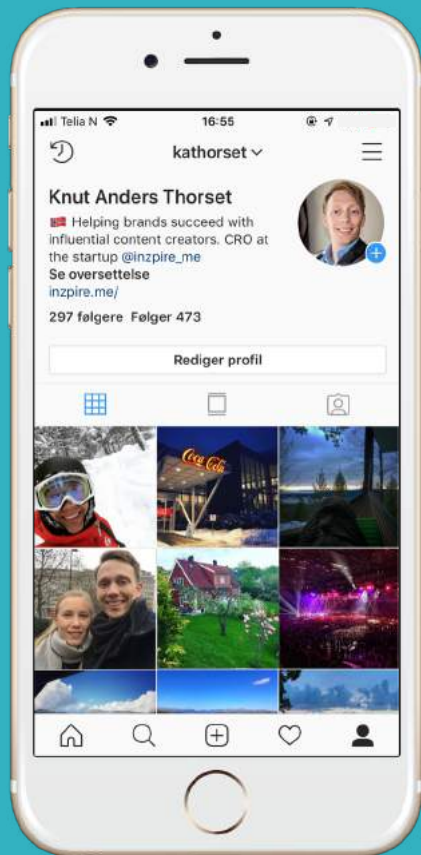 Telia N 16:55
kathorset
Knut Anders Thorset
🇳🇴 Helping brands succeed with
influential content creators. CRO at
the startup @inzpire_me
Se oversettelse
inzpire.me/
297 følgere Følger 473
Rediger profil
Coca Cola